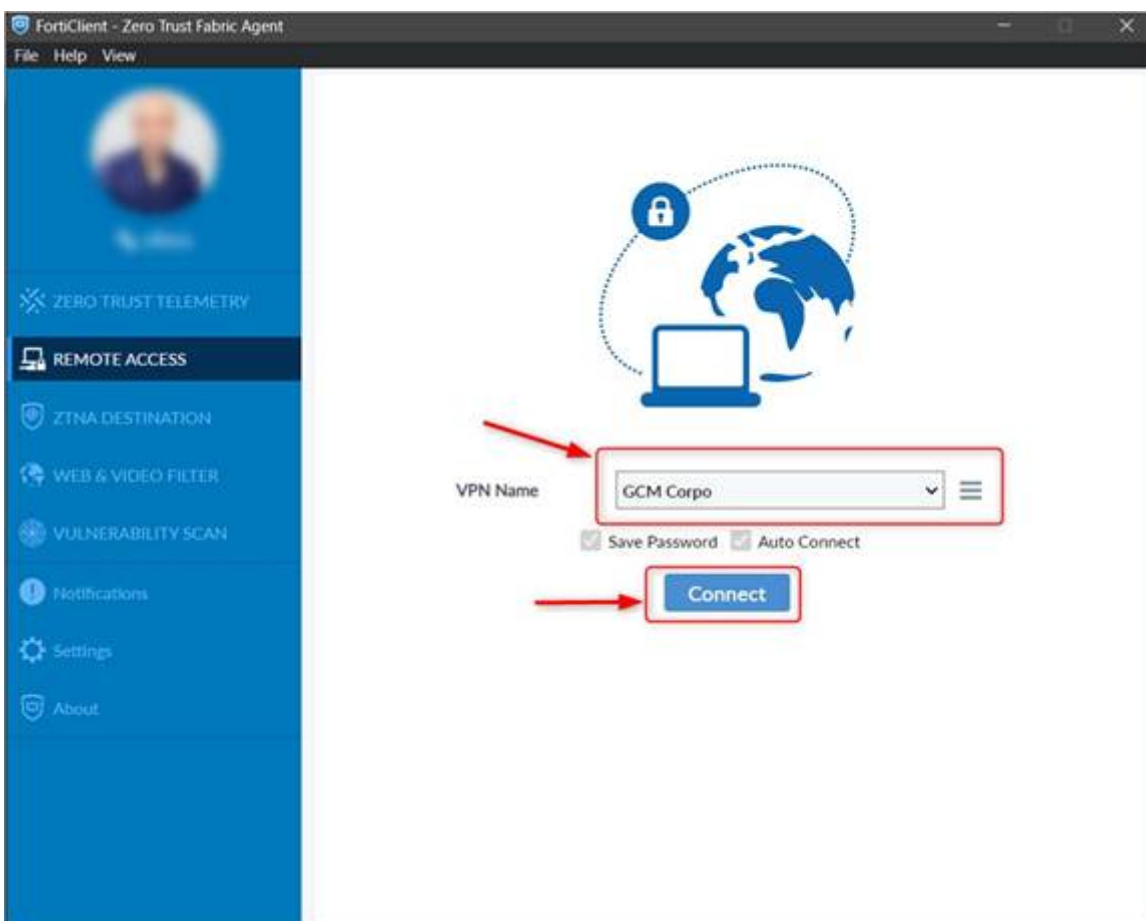 FortiClient - Zero Trust Fabric Agent
File Help View
ZERO TRUST TELEMETRY
REMOTE ACCESS
ZTNA DESTINATION
WEB & VIDEO FILTER
VULNERABILITY SCAN
Notifications
Settings
About
VPN Name GCM Corpo
Save Password Auto Connect
Connect